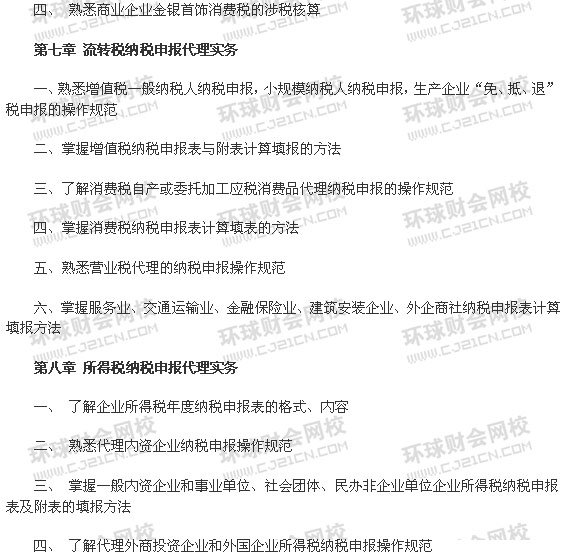 四、 熟悉商业企业金银首饰消费税的涉税核算
第七章 流转税纳税申报代理实务
一、熟悉增值税一般纳税人纳税申报，小规模纳税人纳税申报，生产企业“免、抵、退”
税申报的操作规范
二、掌握增值税纳税申报表与附表计算填报的方法
三、了解消费税自产或委托加工应税消费品代理纳税申报的操作规范
四、掌握消费税纳税申报表计算填表的方法
五、熟悉营业税代理的纳税申报操作规范
六、掌握服务业、交通运输业、金融保险业、建筑安装企业、外企商社纳税申报表计算
填报方法
第八章 所得税纳税申报代理实务
一、 了解企业所得税年度纳税申报表的格式、内容
二、 熟悉代理内资企业纳税申报操作规范
三、 掌握一般内资企业和事业单位、社会团体、民办非企业单位企业所得税纳税申报
表及附表的填报方法
四、 了解代理外商投资企业和外国企业所得税纳税申报操作规范
环球财会网校
WWW.CJ21CN.COM